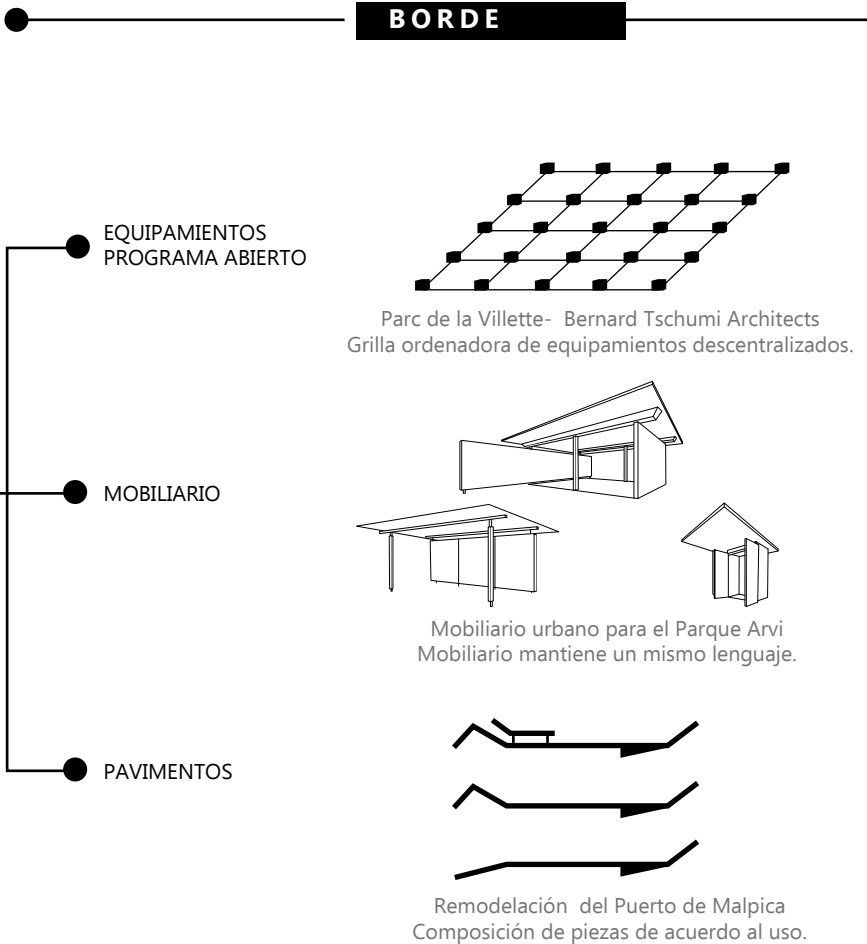 BORDE
EQUIPAMIENTOS
PROGRAMA ABIERTO
Parc de la Villette- Bernard Tschumi Architects
Grilla ordenadora de equipamientos descentralizados.
MOBILIARIO
Mobiliario urbano para el Parque Arvi
Mobiliario mantiene un mismo lenguaje.
PAVIMENTOS
Remodelación del Puerto de Malpica
Composición de piezas de acuerdo al uso.